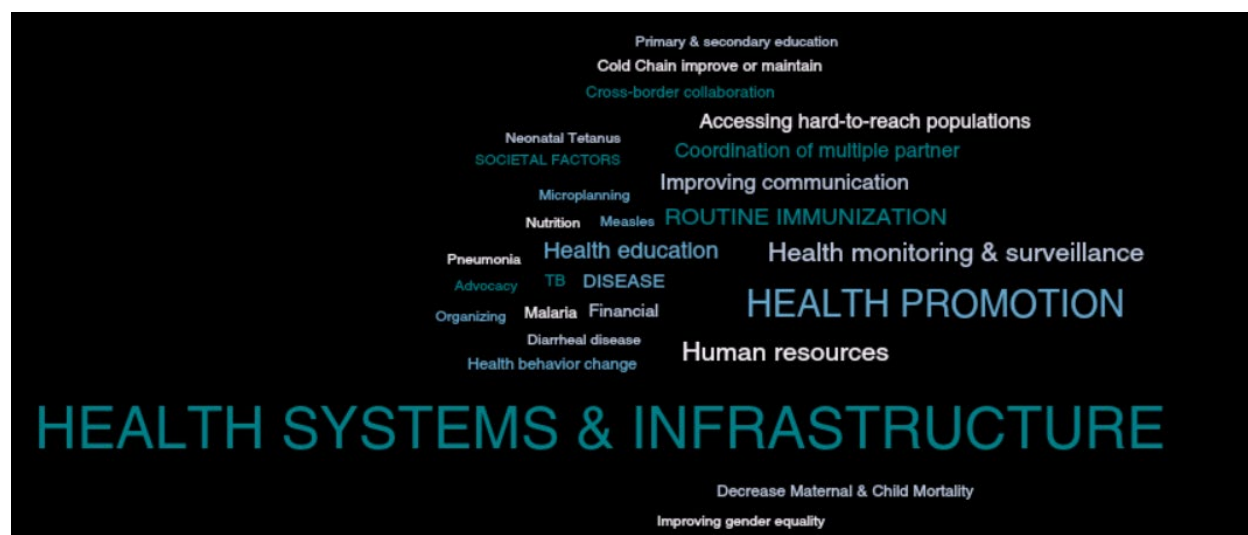 Primary & secondary education
Cold Chain improve or maintain
Cross-border collaboration
Accessing hard-to-reach populations
Neonatal Tetanus
Coordination of multiple partner
SOCIETAL FACTORS
Improving communication
Microplanning
Nutrition Measles ROUTINE IMMUNIZATION
Health education Health monitoring & surveillance
Pneumonia
TB DISEASE
Advocacy
HEALTH PROMOTION
Malaria Financial
Organizing
Diarrheal disease
Human resources
Health behavior change
HEALTH SYSTEMS & INFRASTRUCTURE
Decrease Maternal & Child Mortality
Improving gender equality